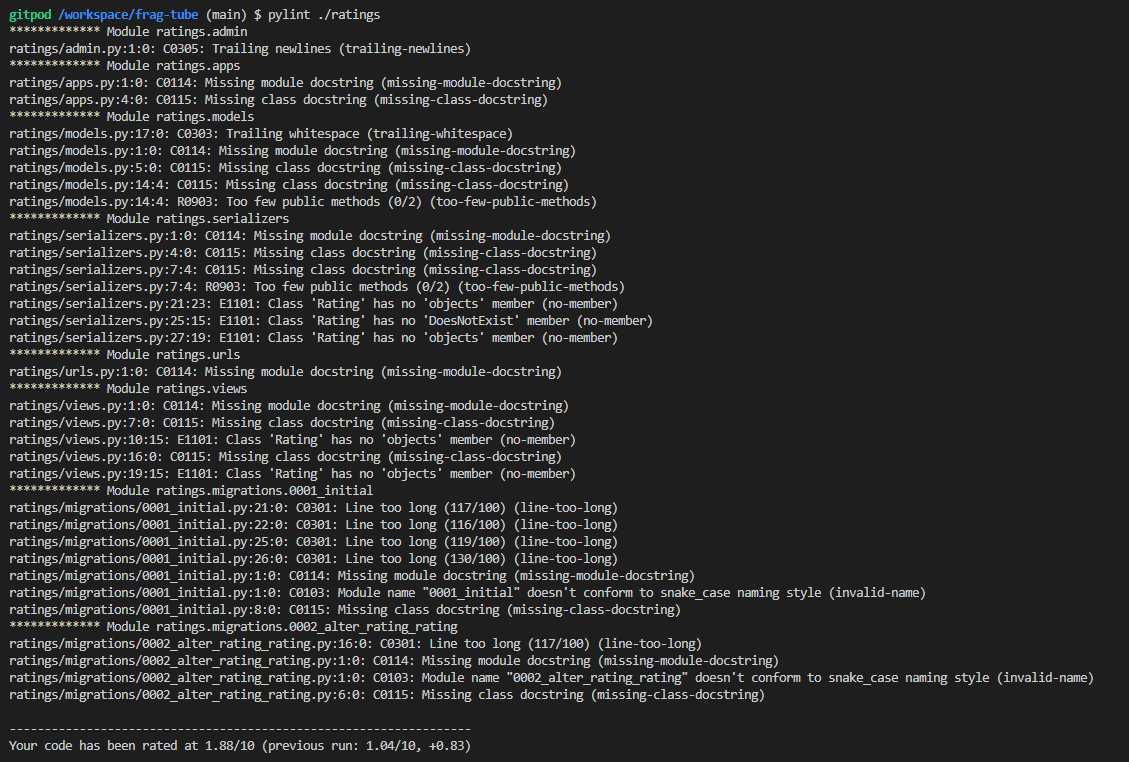 gitpod /workspace/frag-tube (main) $ pylint ./ratings
************* Module ratings.admin
ratings/admin.py:1:0: C0305: Trailing newlines (trailing-newlines)
************* Module ratings.apps
ratings/apps.py:1:0: C0114: Missing module docstring (missing-module-docstring)
ratings/apps.py:4:0: C0115: Missing class docstring (missing-class-docstring)
************* Module ratings.models
ratings/models.py:17:0: C0303: Trailing whitespace (trailing-whitespace)
ratings/models.py:1:0: C0114: Missing module docstring (missing-module-docstring)
ratings/models.py:5:0: C0115: Missing class docstring (missing-class-docstring)
ratings/models.py:14:4: C0115: Missing class docstring (missing-class-docstring)
ratings/models.py:14:4: R0903: Too few public methods (0/2) (too-few-public-methods)
************* Module ratings.serializers
ratings/serializers.py:1:0: C0114: Missing module docstring (missing-module-docstring)
ratings/serializers.py:4:0: C0115: Missing class docstring (missing-class-docstring)
ratings/serializers.py:7:4: C0115: Missing class docstring (missing-class-docstring)
ratings/serializers.py:7:4: R0903: Too few public methods (0/2) (too-few-public-methods)
ratings/serializers.py:21:23: E1101: Class 'Rating' has no 'objects' member (no-member)
ratings/serializers.py:25:15: E1101: Class 'Rating' has no 'DoesNotExist' member (no-member)
ratings/serializers.py:27:19: E1101: Class 'Rating' has no 'objects' member (no-member)
************* Module ratings.urls
ratings/urls.py:1:0: C0114: Missing module docstring (missing-module-docstring)
************* Module ratings.views
ratings/views.py:1:0: C0114: Missing module docstring (missing-module-docstring)
ratings/views.py:7:0: C0115: Missing class docstring (missing-class-docstring)
ratings/views.py:10:15: E1101: Class 'Rating' has no 'objects' member (no-member)
ratings/views.py:16:0: C0115: Missing class docstring (missing-class-docstring)
ratings/views.py:19:15: E1101: Class 'Rating' has no 'objects' member (no-member)
************* Module ratings.migrations.0001_initial
ratings/migrations/0001_initial.py:21:0: C0301: Line too long (117/100) (line-too-long)
ratings/migrations/0001_initial.py:22:0: C0301: Line too long (116/100) (line-too-long)
ratings/migrations/0001_initial.py:25:0: C0301: Line too long (119/100) (line-too-long)
ratings/migrations/0001_initial.py:26:0: C0301: Line too long (130/100) (line-too-long)
ratings/migrations/0001_initial.py:1:0: C0114: Missing module docstring (missing-module-docstring)
ratings/migrations/0001_initial.py:1:0: C0103: Module name "0001_initial" doesn't conform to snake_case naming style (invalid-name)
ratings/migrations/0001_initial.py:8:0: C0115: Missing class docstring (missing-class-docstring)
************* Module ratings.migrations.0002_alter_rating_rating
ratings/migrations/0002_alter_rating_rating.py:16:0: C0301: Line too long (117/100) (line-too-long)
ratings/migrations/0002_alter_rating_rating.py:1:0: C0114: Missing module docstring (missing-module-docstring)
ratings/migrations/0002_alter_rating_rating.py:1:0: C0103: Module name "0002_alter_rating_rating" doesn't conform to snake_case naming style (invalid-name)
ratings/migrations/0002_alter_rating_rating.py:6:0: C0115: Missing class docstring (missing-class-docstring)

------------------------------------------------------------------
Your code has been rated at 1.88/10 (previous run: 1.04/10, +0.83)